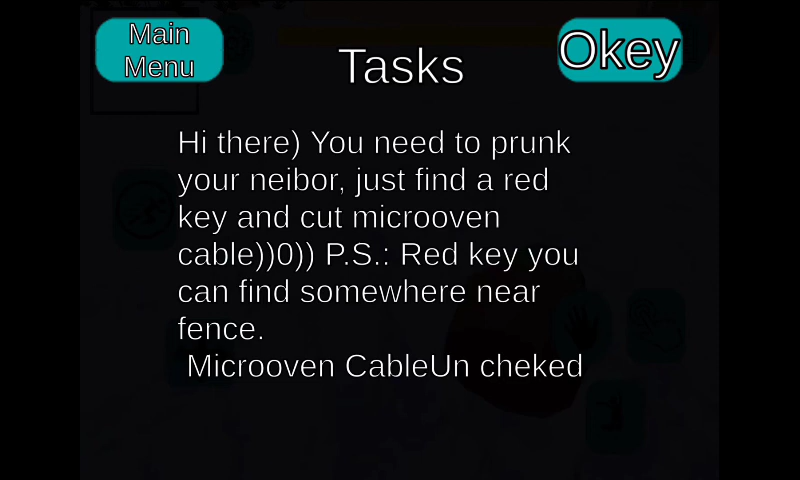 Main
Menu
Tasks
Okey
Hi there) You need to prunk
your neibor, just find a red
key and cut microoven
cable))0)) P.S.: Red key you
can find somewhere near
fence.
Microoven CableUn cheked